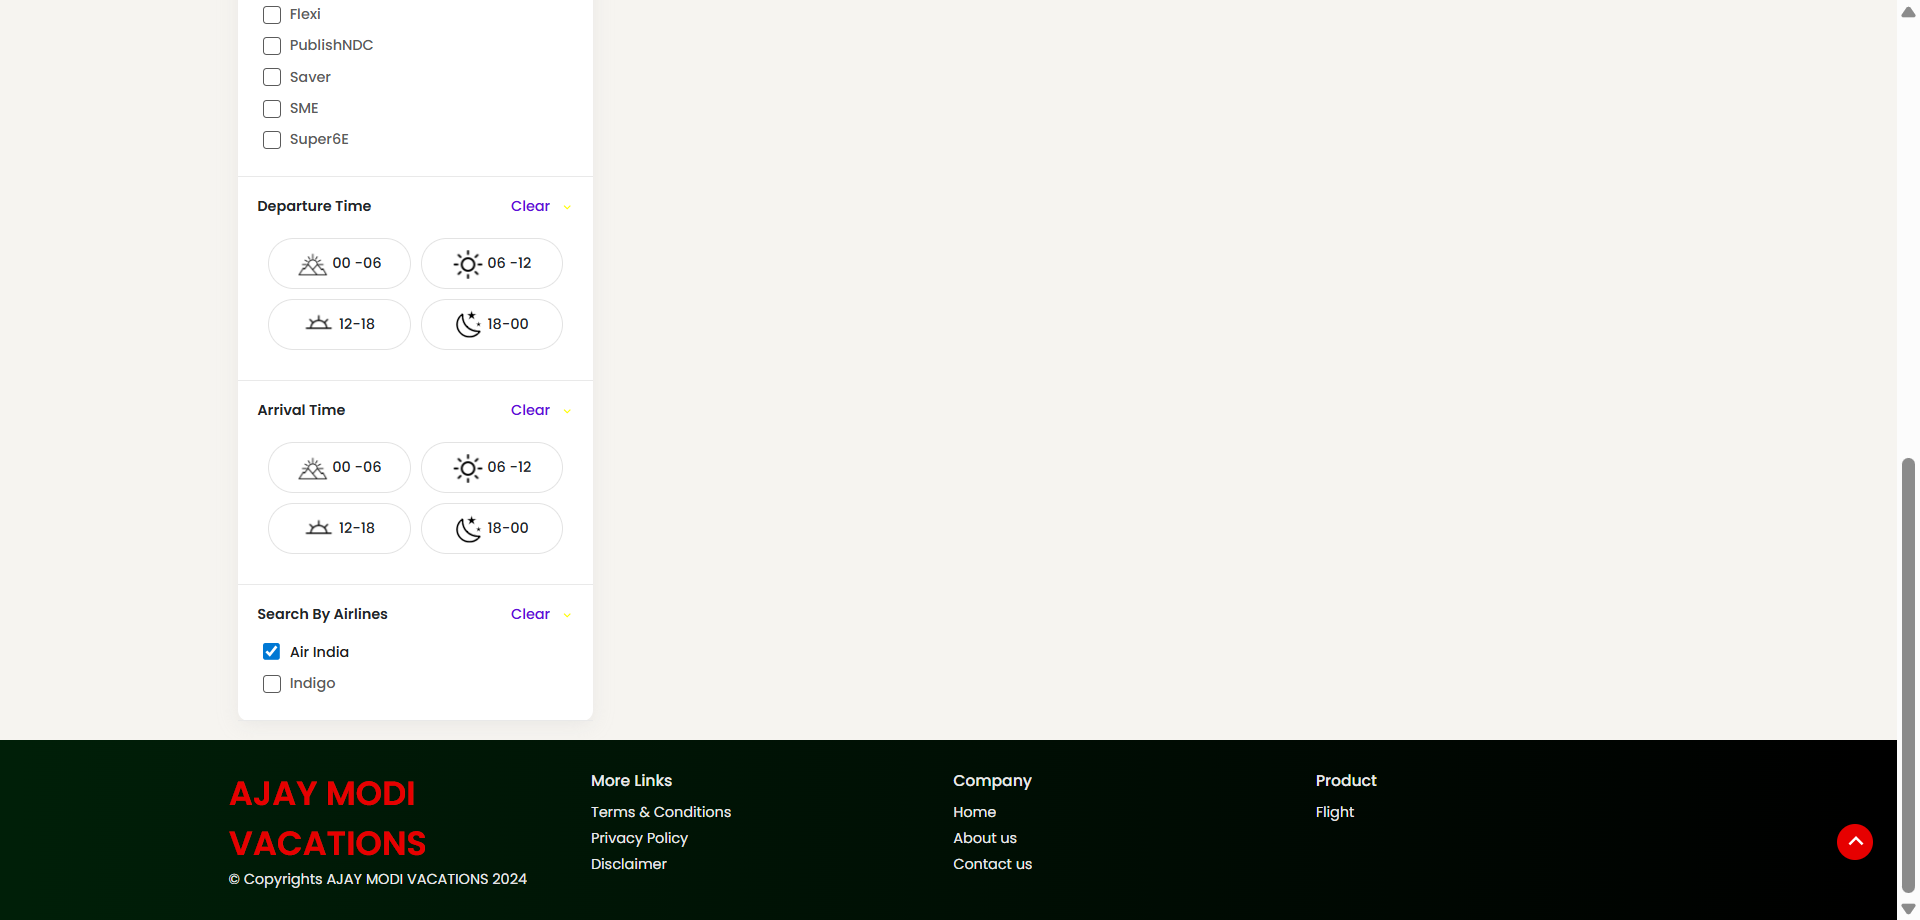 Flexi
PublishNDC
Saver
SME
Super6E
Departure Time Clear
00 -06 06 -12
12-18 18-00
Arrival Time Clear
00 -06 06 -12
12-18 18-00
Search By Airlines Clear
Air India
Indigo
AJAY MODI
VACATIONS
© Copyrights AJAY MODI VACATIONS 2024
More Links
Terms & Conditions
Privacy Policy
Disclaimer
Company
Home
About us
Contact us
Product
Flight